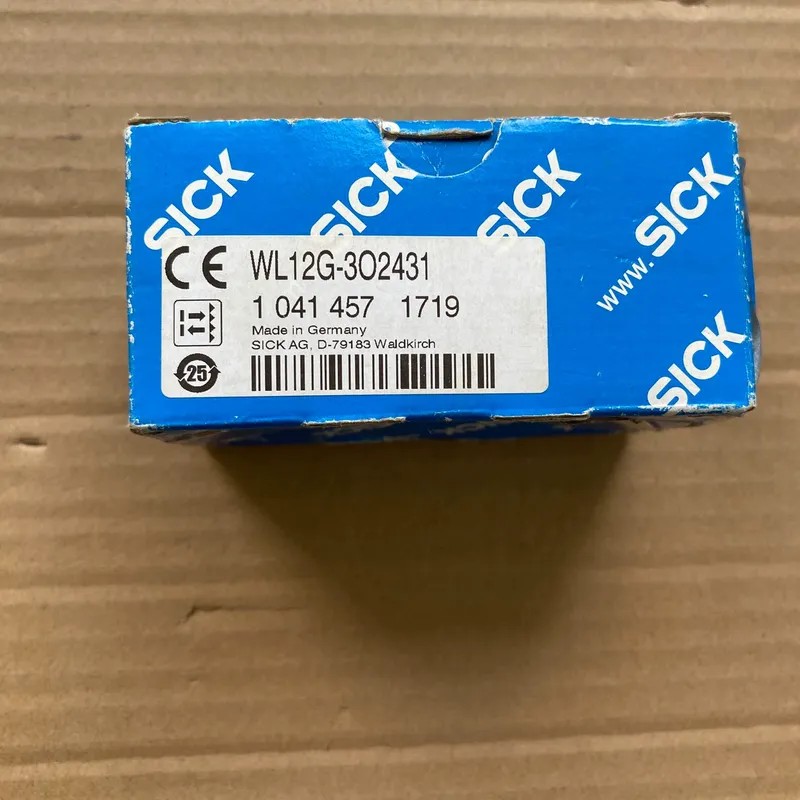 SICK
SICK
SICK
www.SICK
SICK
CE
WL12G-3O2431
1 041 457 1719
Made in Germany
SICK AG, D-79183 Waldkirch
25